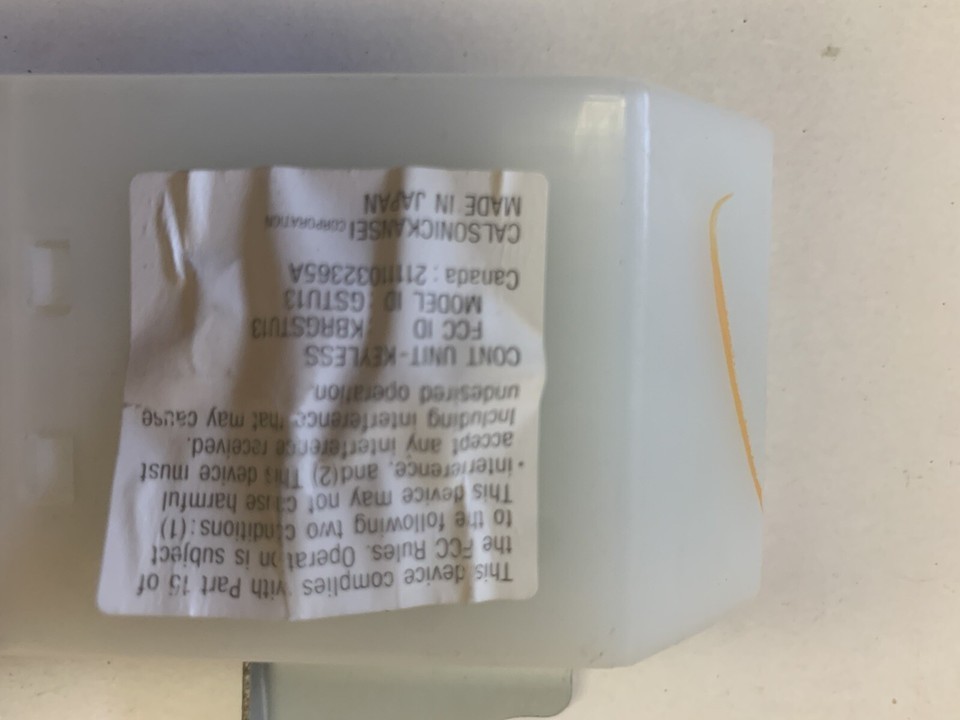 This device complies with Part 15 of
the FCC Rules. Operation is subject
to the following two conditions: (1)
This device may not cause harmful
interference, and(2) This device must
accept any interference received.
Including interference that may cause
undesired operation.
CONT UNIT-KEYLESS
FCC ID : KBRGSTU13
MODEL ID : GSTU13
Canada : 21111032365A
CALSONICKANSEI CORPORATION
MADE IN JAPAN